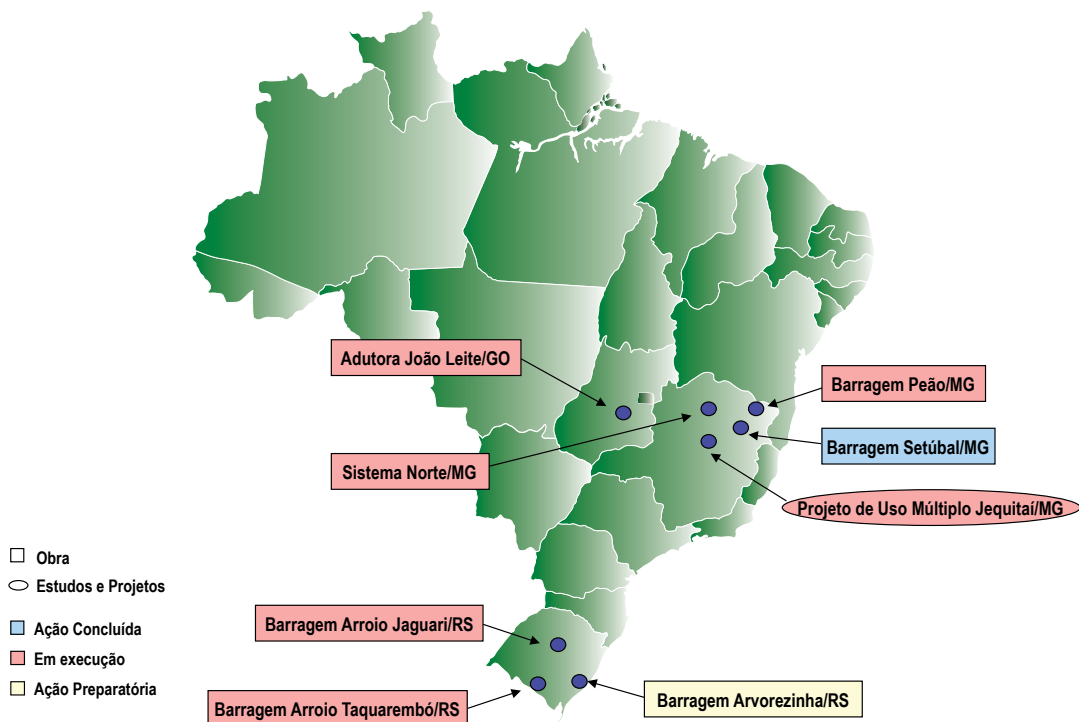 Adutora João Leite/GO
Barragem Peão/MG
Sistema Norte/MG
Barragem Setúbal/MG
Projeto de Uso Múltiplo Jequitaí/MG
Obra
Estudos e Projetos
Ação Concluída
Em execução
Ação Preparatória
Barragem Arroio Jaguari/RS
Barragem Arroio Taquarembó/RS
Barragem Arvorezinha/RS